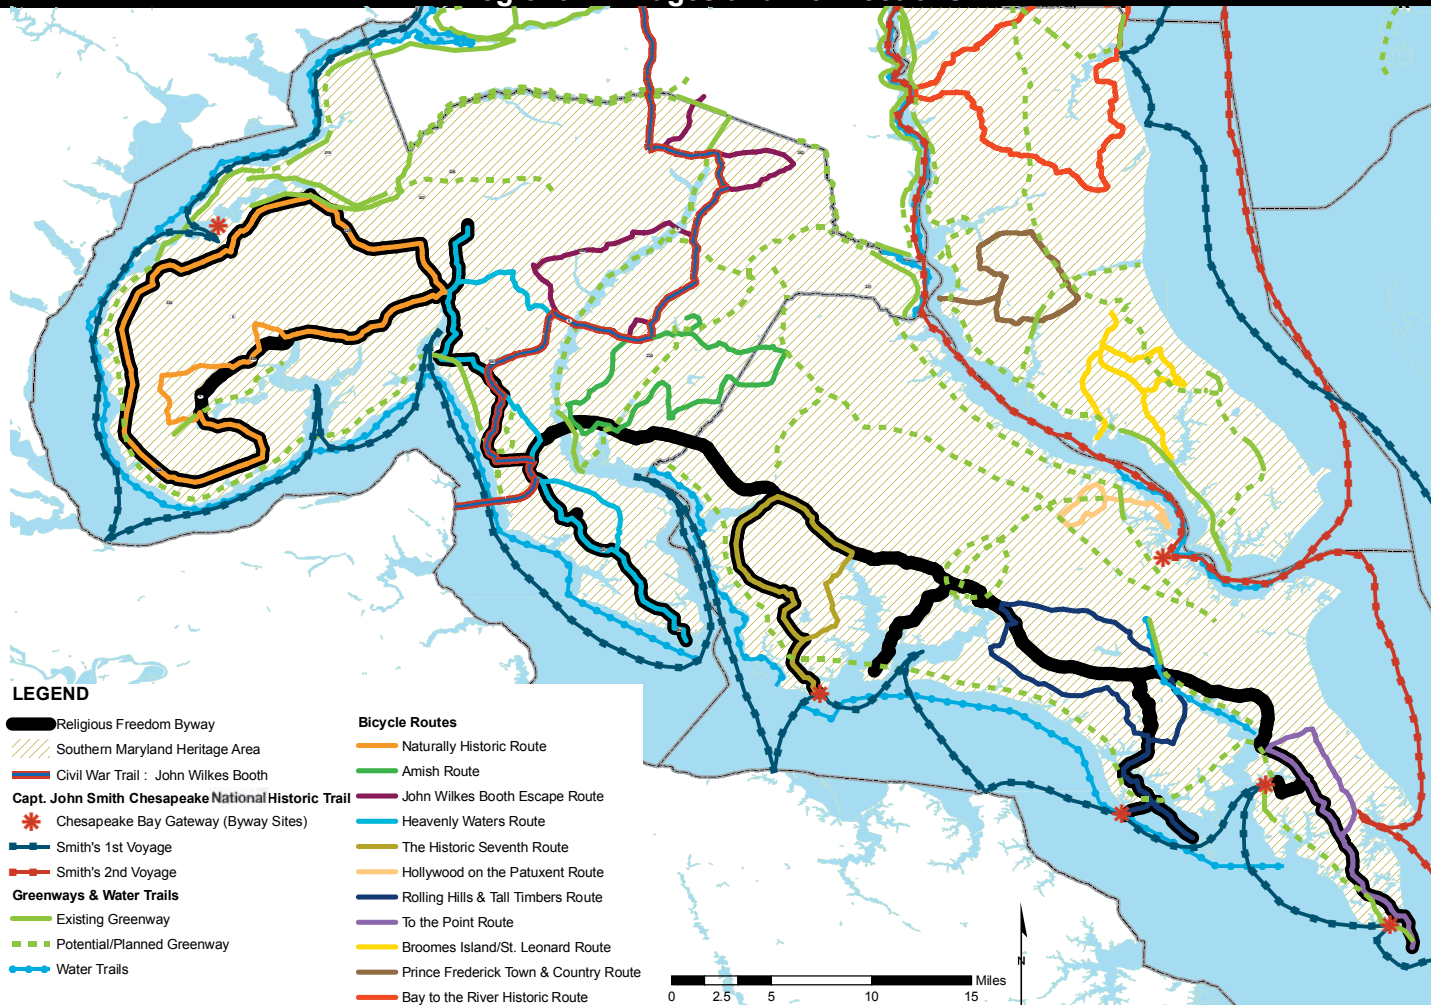 LEGEND
Religious Freedom Byway
Southern Maryland Heritage Area
Civil War Trail : John Wilkes Booth
Capt. John Smith Chesapeake National Historic Trail
Chesapeake Bay Gateway (Byway Sites)
Smith's 1st Voyage
Smith's 2nd Voyage
Greenways & Water Trails
Existing Greenway
Potential/Planned Greenway
Water Trails
Bicycle Routes
Naturally Historic Route
Amish Route
John Wilkes Booth Escape Route
Heavenly Waters Route
The Historic Seventh Route
Hollywood on the Patuxent Route
Rolling Hills & Tall Timbers Route
To the Point Route
Broomes Island/St. Leonard Route
Prince Frederick Town & Country Route
Bay to the River Historic Route
Miles
0 2.5 5 10 15
N